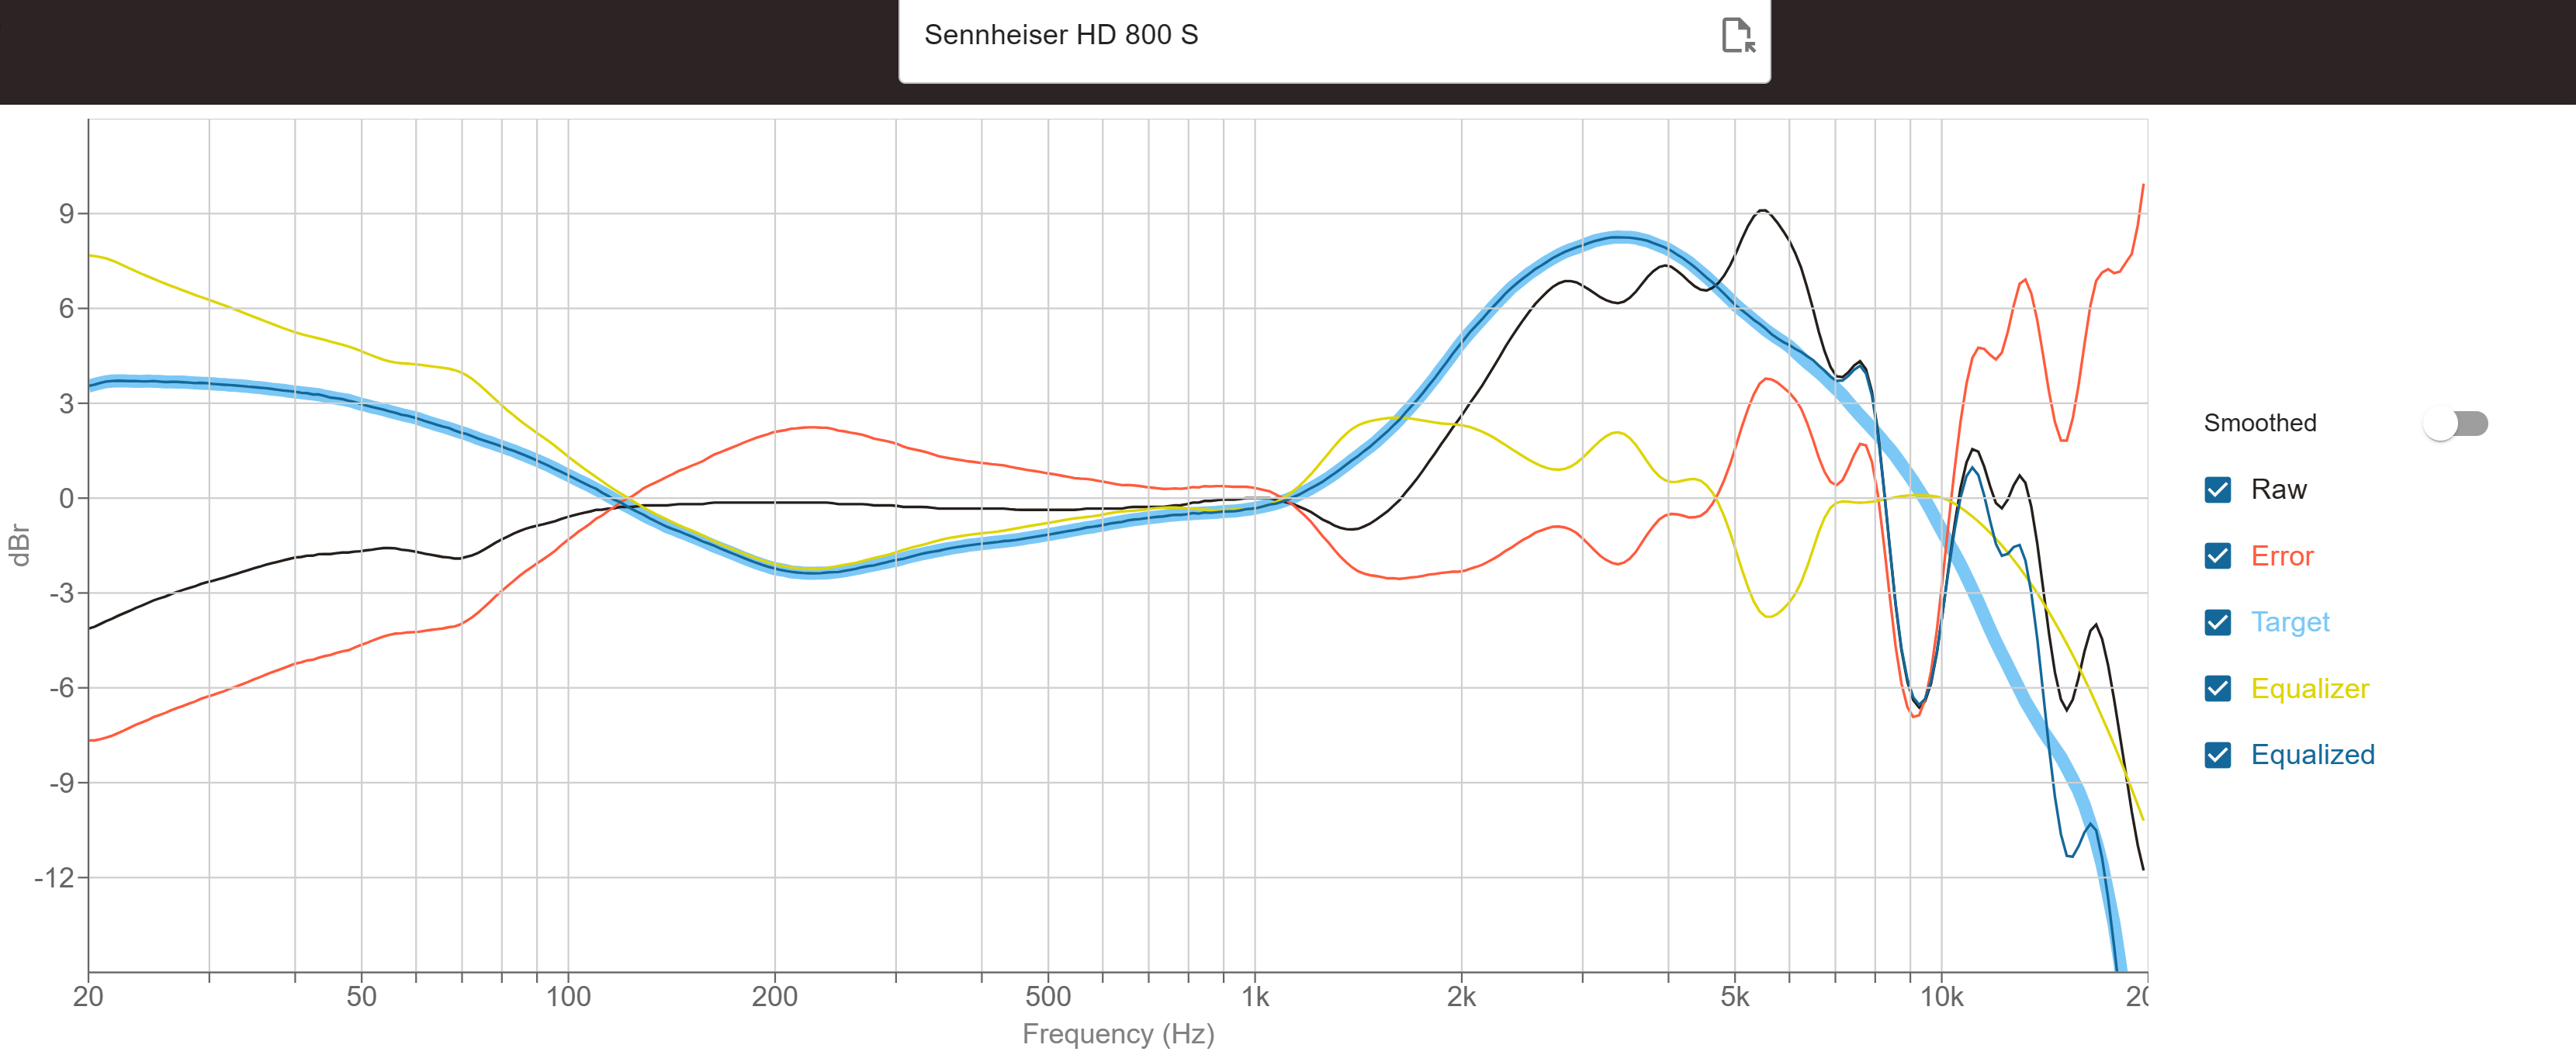 Sennheiser HD 800 S
9
6
3
0
-3
-6
-9
-12
dBr
20 50 100 200 500 1k 2k 5k 10k
Frequency (Hz)
Smoothed
Raw
Error
Target
Equalizer
Equalized